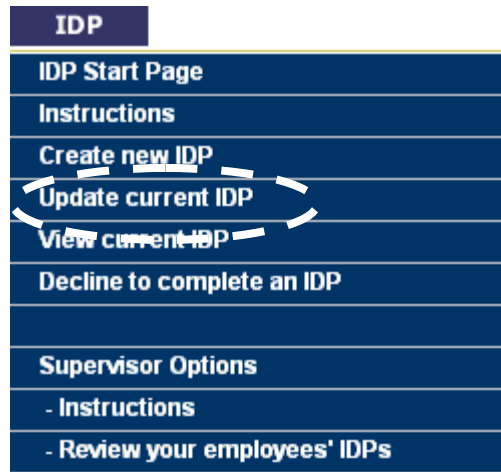 IDP
IDP Start Page
Instructions
Create new IDP
Update current IDP
View current IDP
Decline to complete an IDP
Supervisor Options
- Instructions
- Review your employees' IDPs